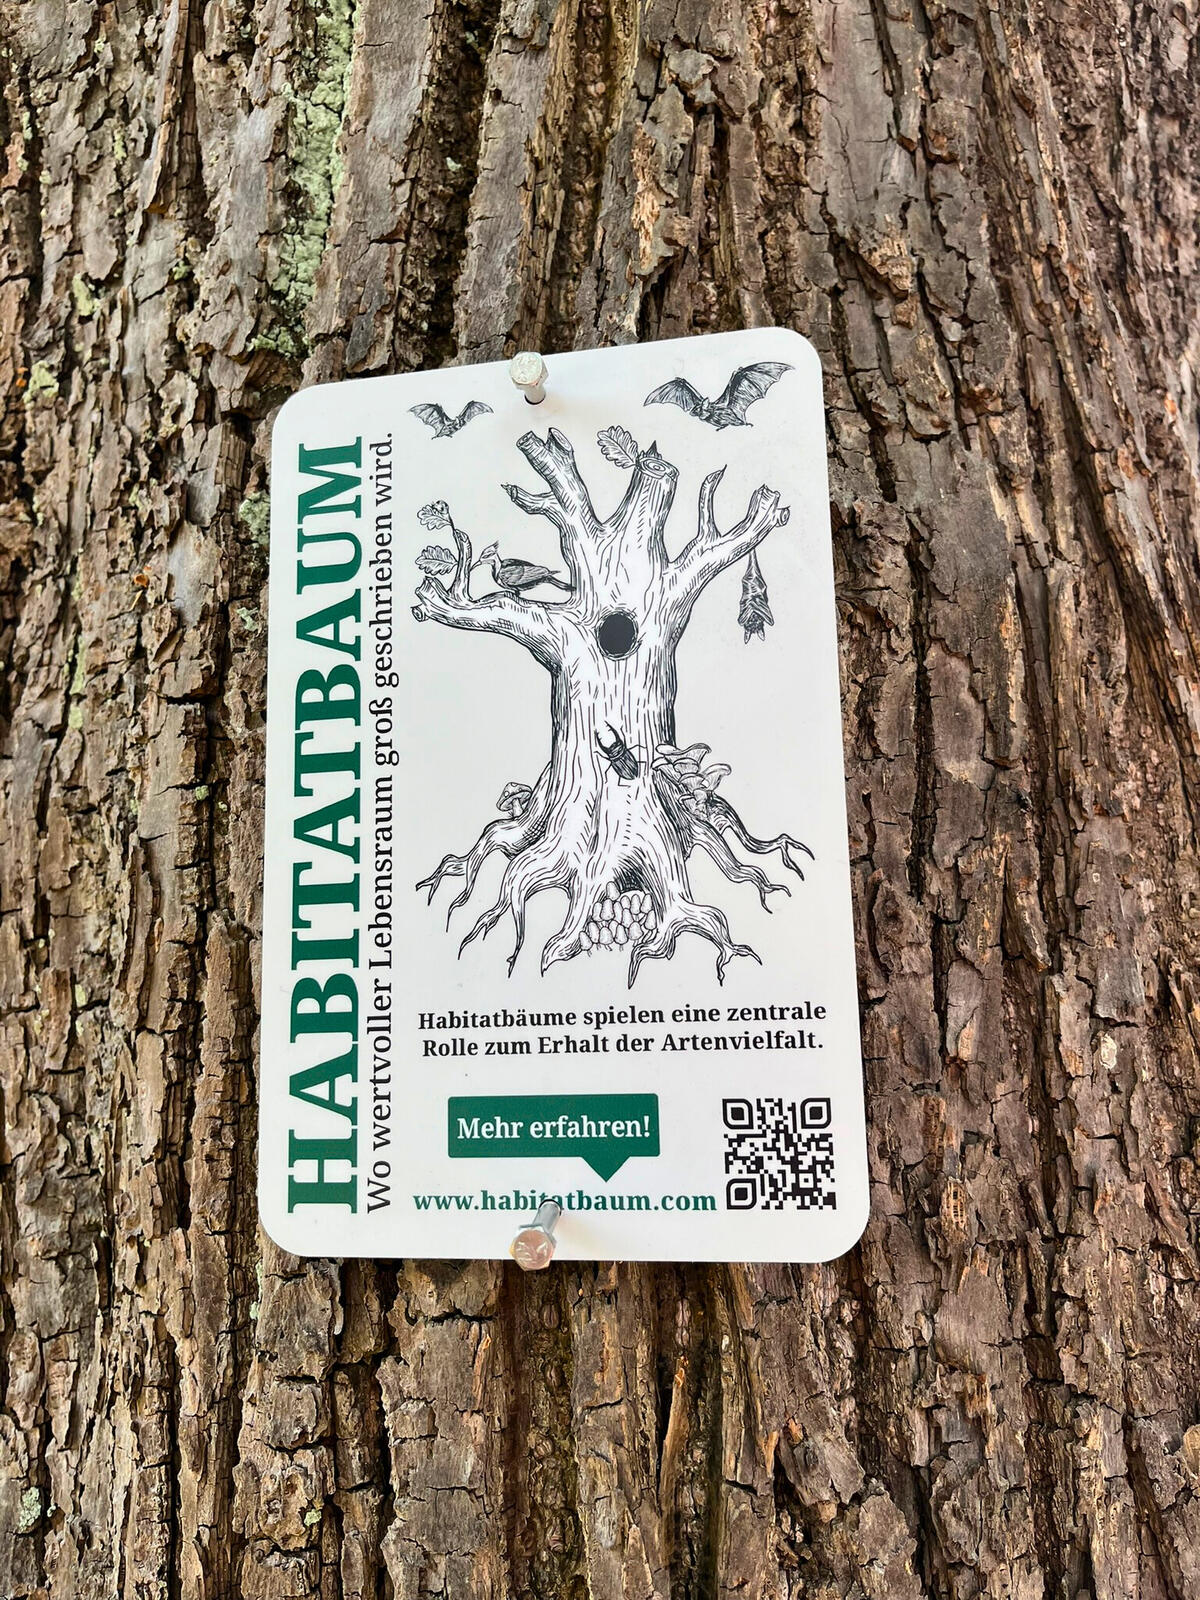 HABITATBAUM
Wo wertvoller Lebensraum groß geschrieben wird.
Habitatbäume spielen eine zentrale
Rolle zum Erhalt der Artenvielfalt.
Mehr erfahren!
www.habitatbaum.com